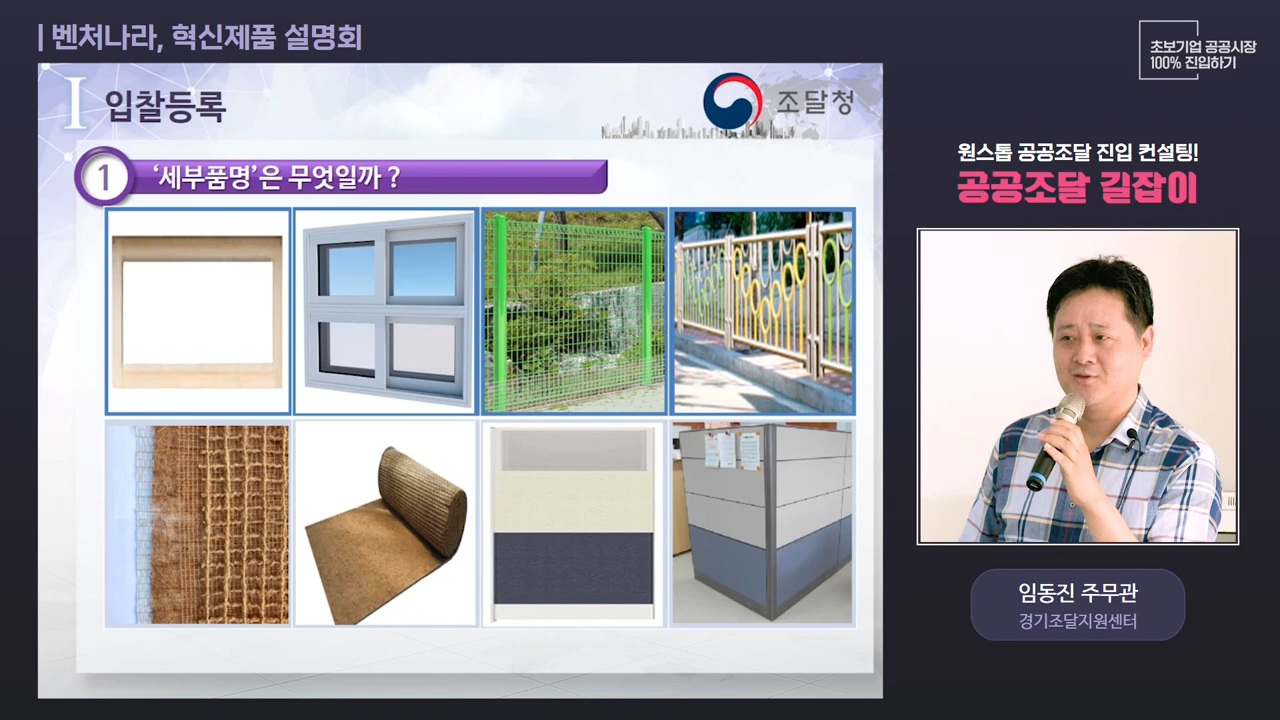 | 벤처나라, 혁신제품 설명회
초보기업 공공시장
100% 진입하기
I 입찰등록
조달청
1 ‘세부품명’은 무엇일까 ?
원스톱 공공조달 진입 컨설팅!
공공조달 길잡이
임동진 주무관
경기조달지원센터